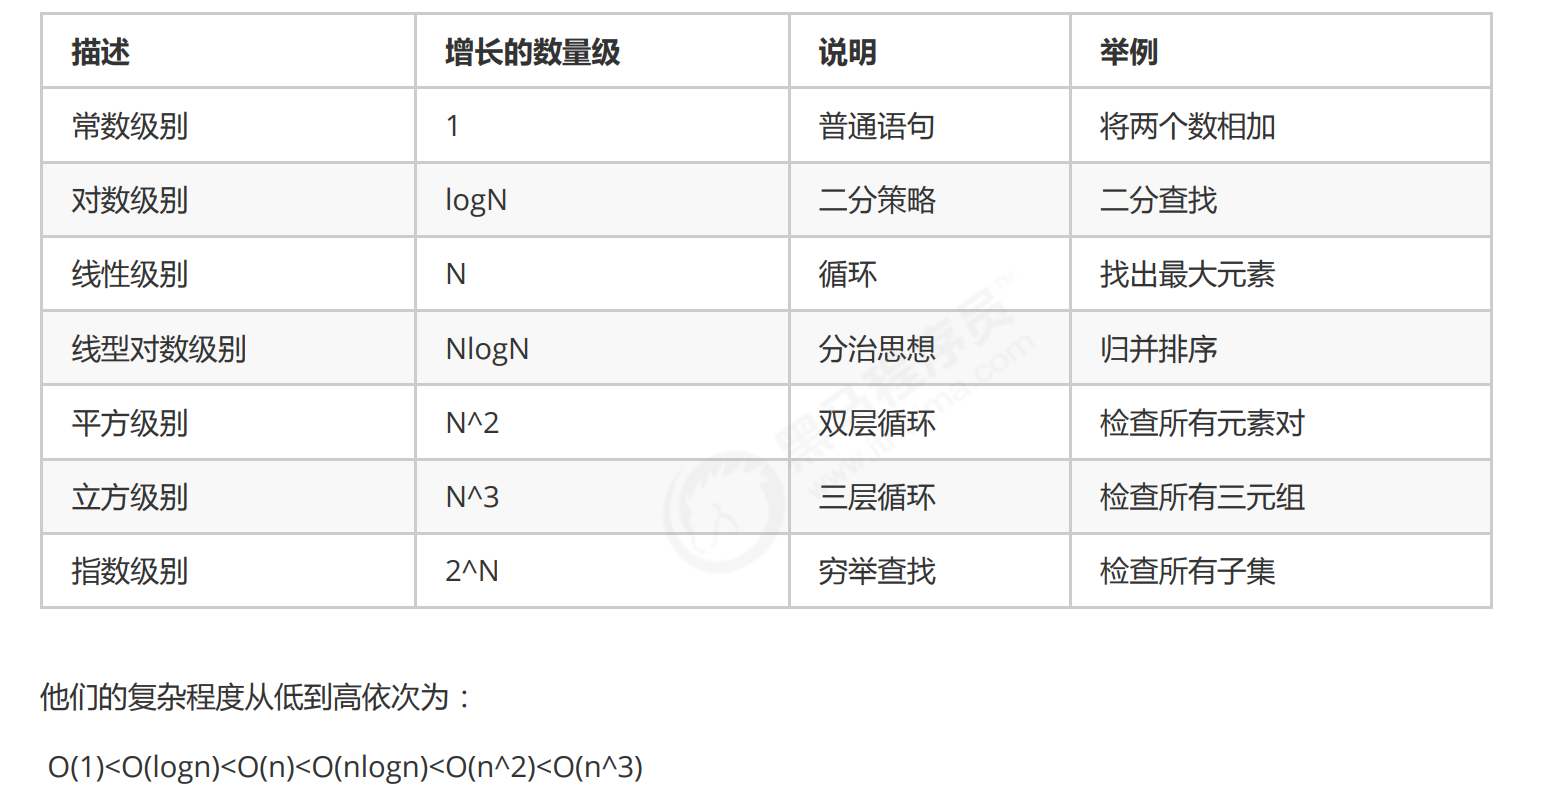 描述 增长的数量级 说明 举例
常数级别 1 普通语句 将两个数相加
对数级别 logN 二分策略 二分查找
线性级别 N 循环 找出最大元素
线型对数级别 NlogN 分治思想 归并排序
平方级别 N^2 双层循环 检查所有元素对
立方级别 N^3 三层循环 检查所有三元组
指数级别 2^N 穷举查找 检查所有子集
黑马程序员™
他们的复杂程度从低到高依次为：
O(1)<O(logn)<O(n)<O(nlogn)<O(n^2)<O(n^3)